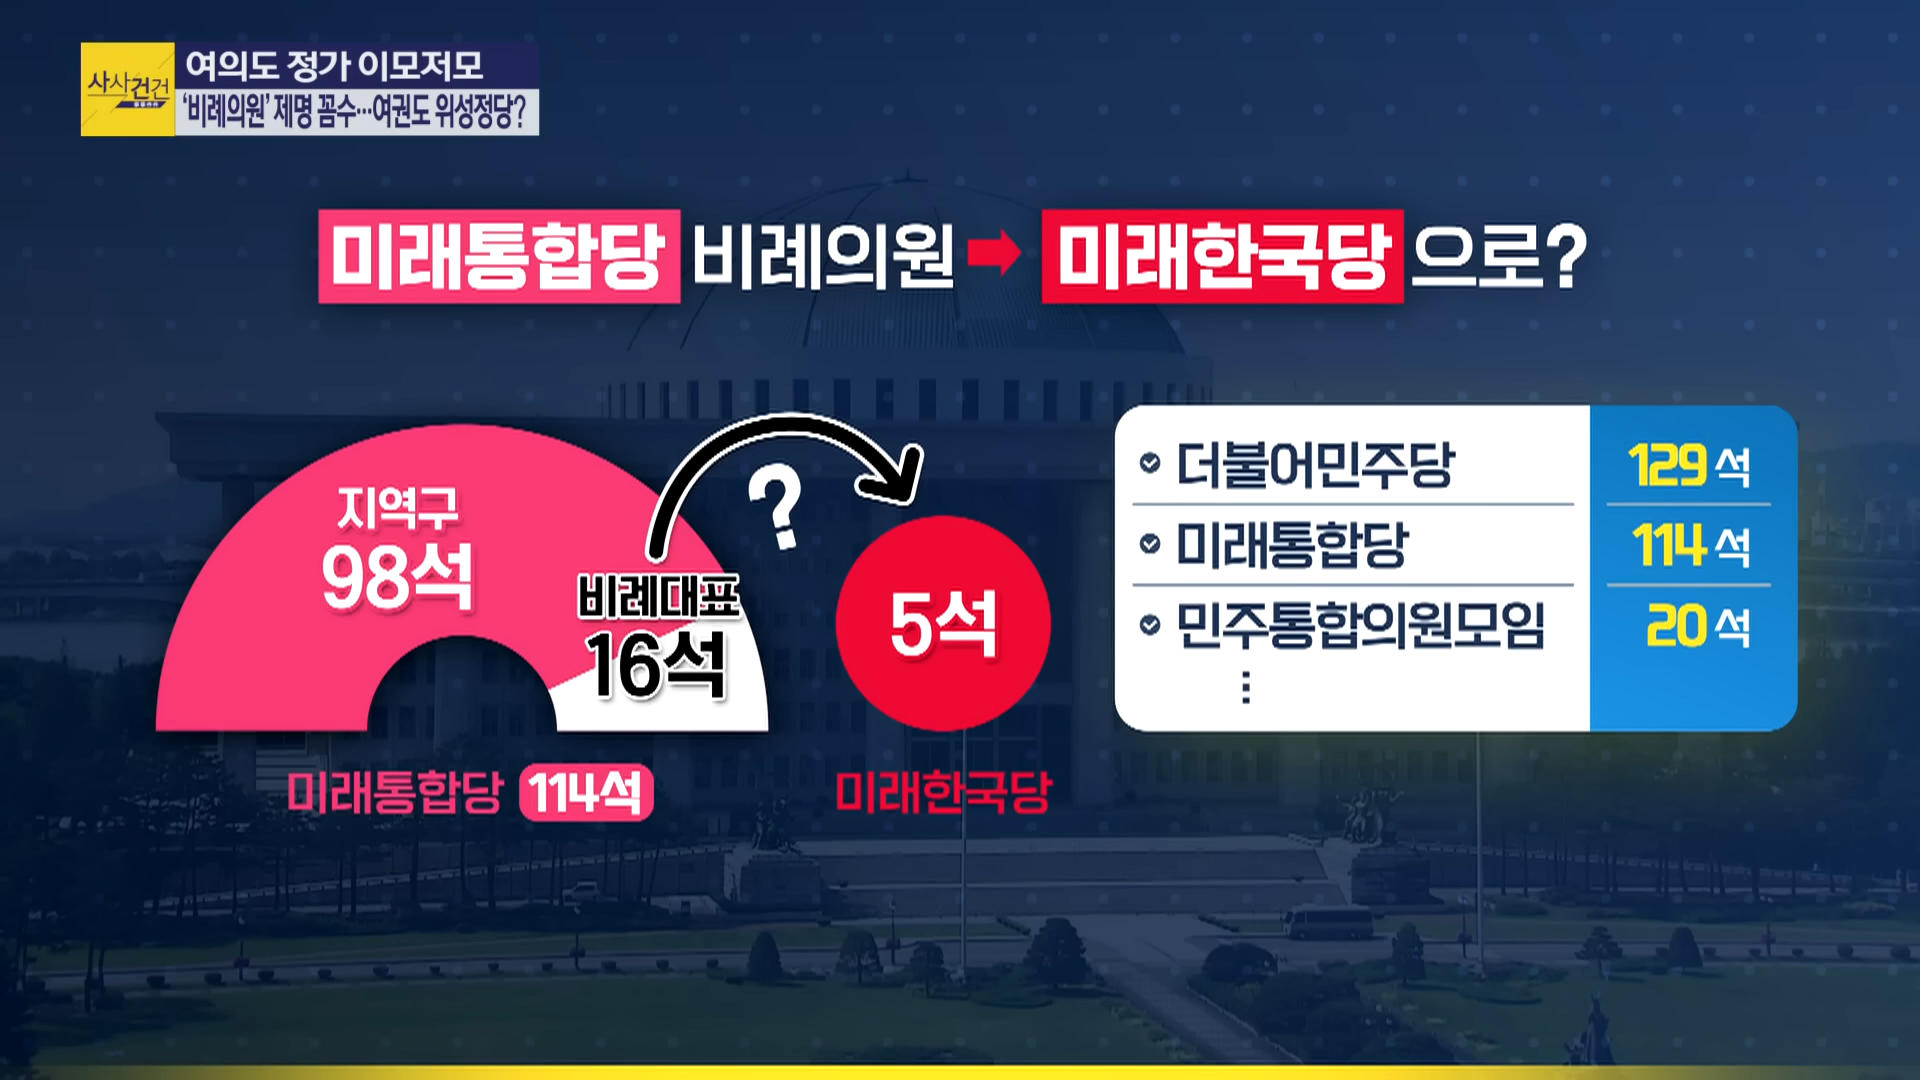 사사건건
여의도 정가 이모저모
‘비례의원’ 제명 꼼수…여권도 위성정당?
미래통합당 비례의원 → 미래한국당 으로?
지역구
98석
비례대표
16석
?
5석
미래통합당 114석
미래한국당
더불어민주당 129석
미래통합당 114석
민주통합의원모임 20석
⋮